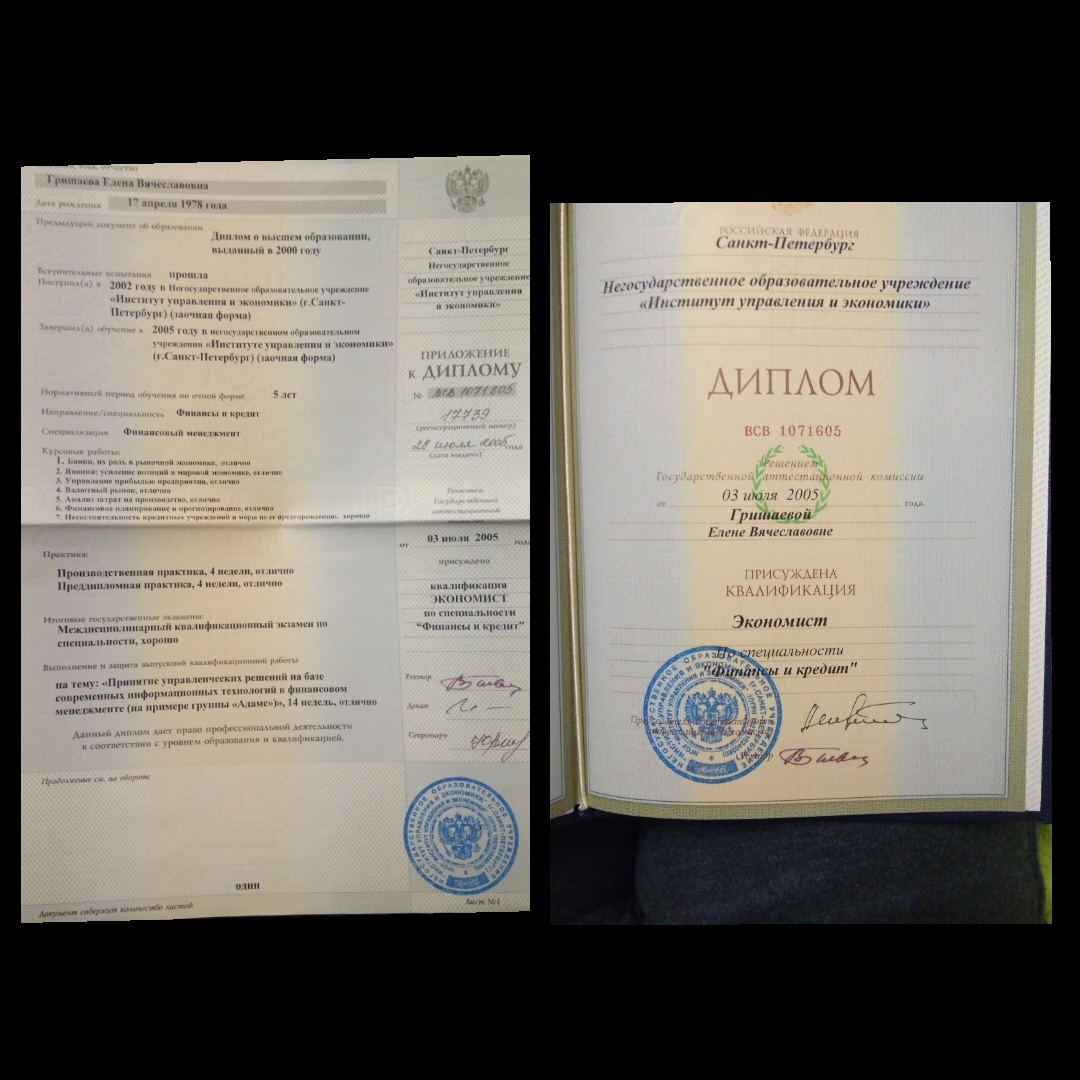 Гришаева Елена Вячеславовна
Дата рождения 17 апреля 1978 года
Предыдущий документ об образовании
Диплом о высшем образовании,
выданный в 2000 году
Вступительные испытания прошла
Поступил(а) в 2002 году в Негосударственное образовательное учреждение
«Институт управления и экономики» (г.Санкт-
Петербург) (заочная форма)
Завершил(а) обучение в 2005 году в негосударственном образовательном
учреждении «Институте управления и экономики»
(г.Санкт-Петербург) (заочная форма)
Нормативный период обучения по очной форме 5 лет
Направление/специальность Финансы и кредит
Специализация Финансовый менеджмент
Курсовые работы:
1. Банки, их роль в рыночной экономике, отлично
2. Япония: усиление позиций в мировой экономике, отлично
3. Управление прибылью предприятия, отлично
4. Валютный рынок, отлично
5. Анализ затрат на производство, отлично
6. Финансовое планирование и прогнозирование, отлично
7. Несостоятельность кредитных учреждений и меры по ее предупреждению, хорошо
Практика:
Производственная практика, 4 недели, отлично
Преддипломная практика, 4 недели, отлично
Итоговые государственные экзамены:
Междисциплинарный квалификационный экзамен по
специальности, хорошо
Выполнение и защита выпускной квалификационной работы
на тему: «Принятие управленческих решений на базе
современных информационных технологий в финансовом
менеджменте (на примере группы «Адамс»)», 14 недель, отлично
Данный диплом дает право профессиональной деятельности
в соответствии с уровнем образования и квалификацией.
Продолжение см. на обороте
один
Документ содержит количество листов
Санкт-Петербург
Негосударственное
образовательное учреждение
«Институт управления
и экономики»
ПРИЛОЖЕНИЕ
к ДИПЛОМУ
№ ВСВ 1071605
17739
(регистрационный номер)
28 июля 2005 года
(дата выдачи)
Решением
Государственной
аттестационной
от 03 июля 2005 года
присуждена
квалификация
ЭКОНОМИСТ
по специальности
“Финансы и кредит”
Ректор
Декан
Секретарь
Лист №1
РОССИЙСКАЯ ФЕДЕРАЦИЯ
Санкт-Петербург
Негосударственное образовательное учреждение
«Институт управления и экономики»
ДИПЛОМ
ВСВ 1071605
Решением
Государственной аттестационной комиссии
от 03 июля 2005 года.
Гришаевой
Елене Вячеславовне
ПРИСУЖДЕНА
КВАЛИФИКАЦИЯ
Экономист
По специальности
"Финансы и кредит"